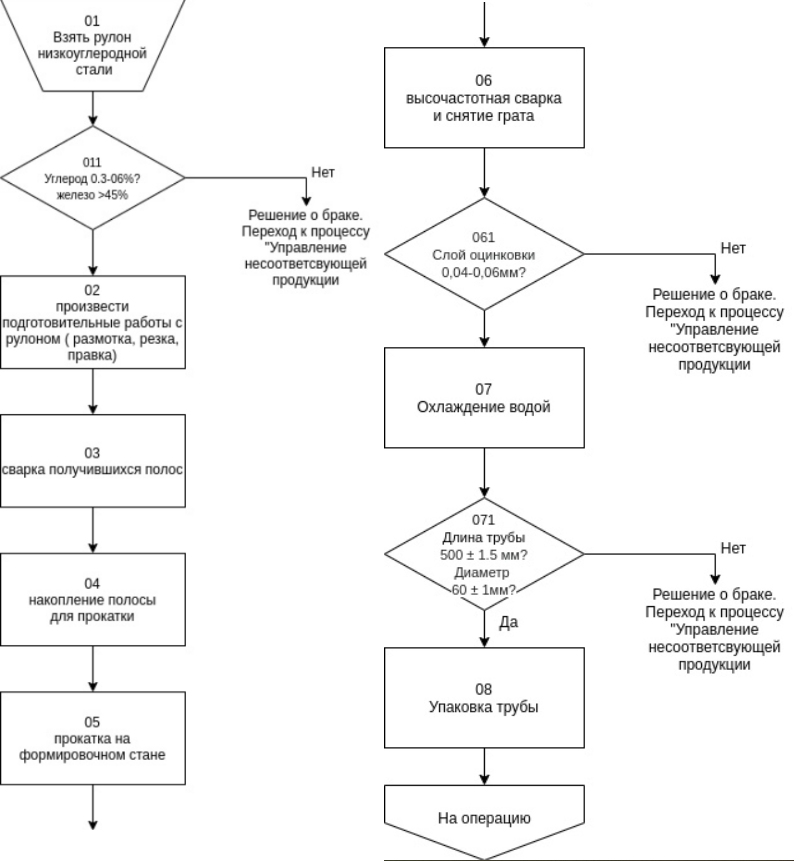 01
Взять рулон
низкоуглеродной
стали
011
Углерод 0.3-06%?
железо >45%
Нет
Решение о браке.
Переход к процессу
"Управление
несоответсвующей
продукции
02
произвести
подготовительные работы с
рулоном ( размотка, резка,
правка)
03
сварка получившихся полос
04
накопление полосы
для прокатки
05
прокатка на
формировочном стане
06
высочастотная сварка
и снятие грата
061
Слой оцинковки
0,04-0,06мм?
Нет
Решение о браке.
Переход к процессу
"Управление
несоответсвующей
продукции
07
Охлаждение водой
071
Длина трубы
500 ± 1.5 мм?
Диаметр
60 ± 1мм?
Нет
Решение о браке.
Переход к процессу
"Управление
несоответсвующей
продукции
Да
08
Упаковка трубы
На операцию